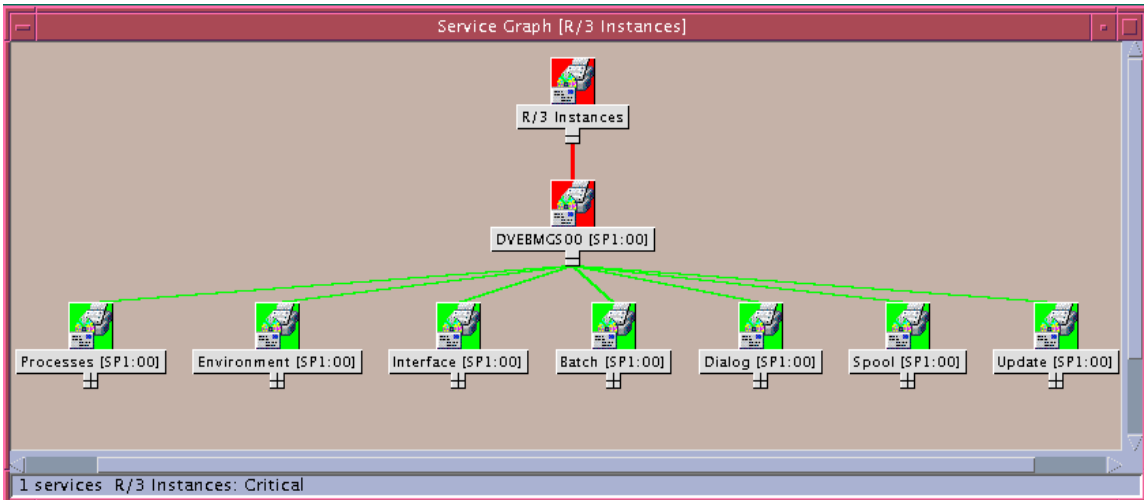 Service Graph [R/3 Instances]
R/3 Instances
DVEBMGS00 [SP1:00]
Processes [SP1:00]
Environment [SP1:00]
Interface [SP1:00]
Batch [SP1:00]
Dialog [SP1:00]
Spool [SP1:00]
Update [SP1:00]
1 services R/3 Instances: Critical